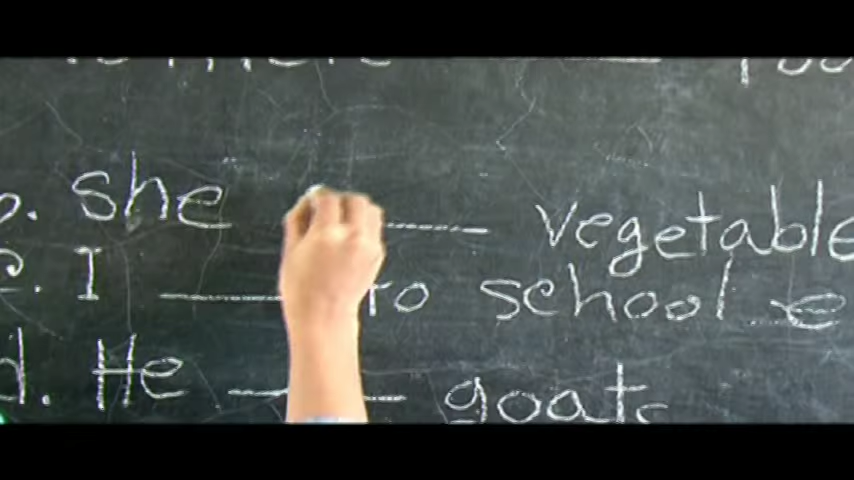 b. she ------ vegetable
c. I ------ to school e
d. He ------ goats